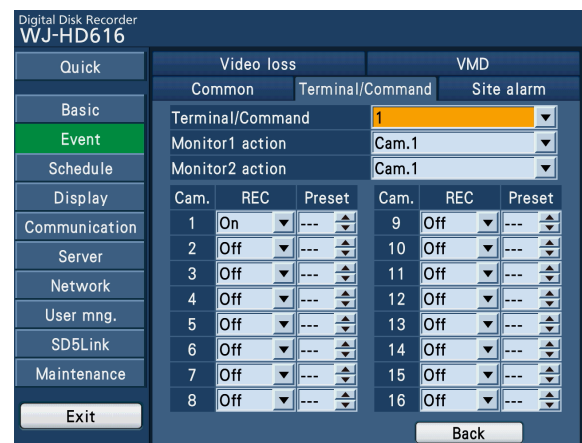 Digital Disk Recorder
WJ-HD616
Quick
Basic
Event
Schedule
Display
Communication
Server
Network
User mng.
SD5Link
Maintenance
Exit
Video loss VMD
Common Terminal/Command Site alarm
Terminal/Command 1
Monitor1 action Cam.1
Monitor2 action Cam.1
Cam. REC Preset Cam. REC Preset
1 On --- 9 Off ---
2 Off --- 10 Off ---
3 Off --- 11 Off ---
4 Off --- 12 Off ---
5 Off --- 13 Off ---
6 Off --- 14 Off ---
7 Off --- 15 Off ---
8 Off --- 16 Off ---
Back